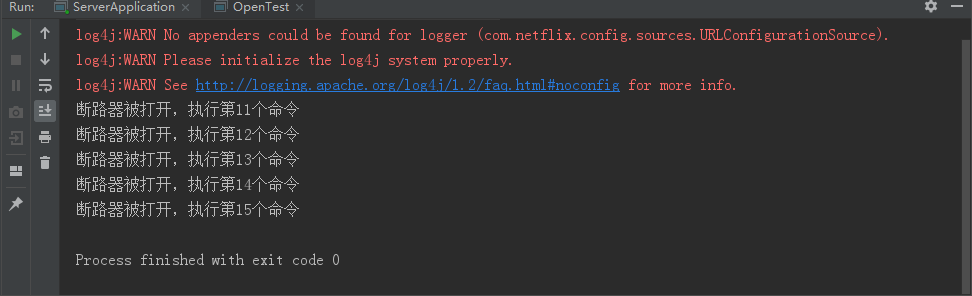 Run:
ServerApplication
OpenTest
log4j:WARN No appenders could be found for logger (com.netflix.config.sources.URLConfigurationSource).
log4j:WARN Please initialize the log4j system properly.
log4j:WARN See http://logging.apache.org/log4j/1.2/faq.html#noconfig for more info.
断路器被打开，执行第11个命令
断路器被打开，执行第12个命令
断路器被打开，执行第13个命令
断路器被打开，执行第14个命令
断路器被打开，执行第15个命令
Process finished with exit code 0